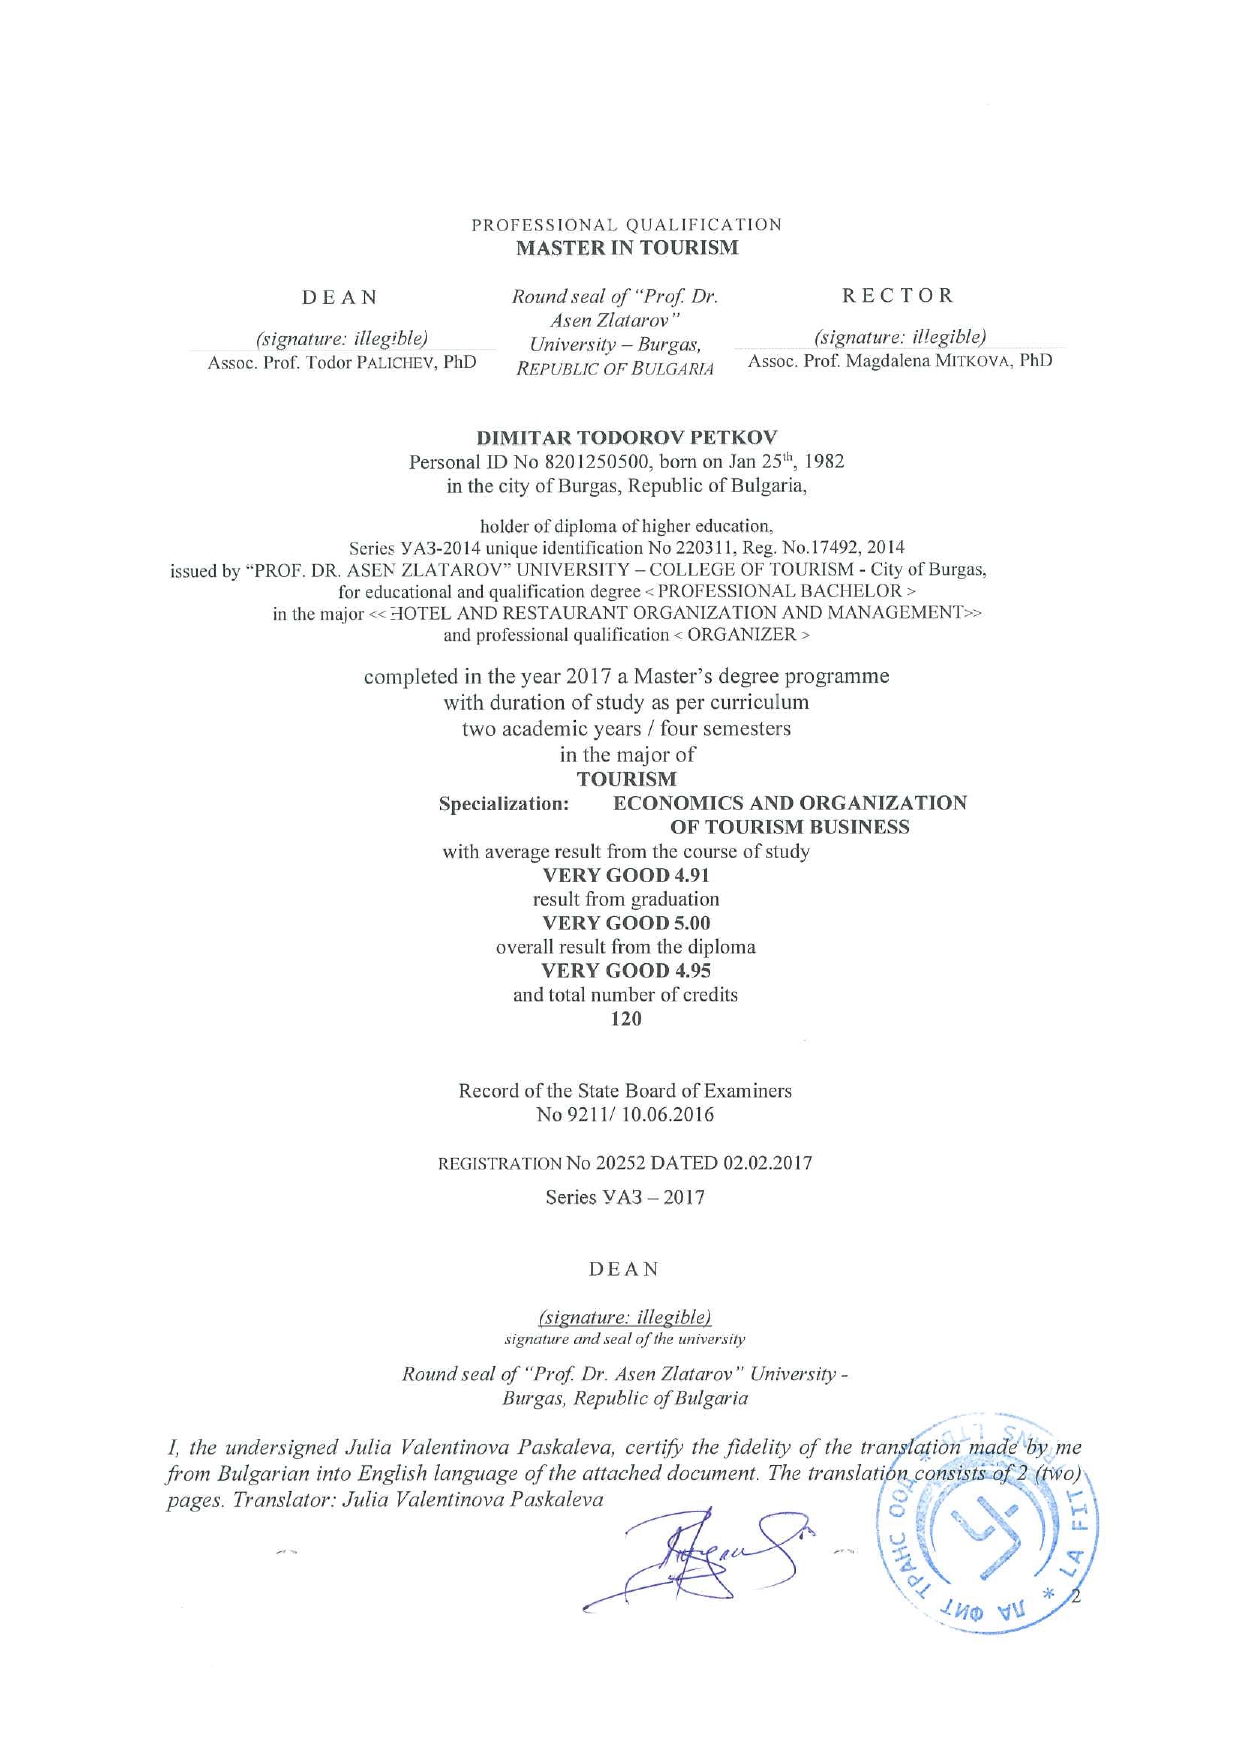 PROFESSIONAL QUALIFICATION
MASTER IN TOURISM
DEAN
(signature: illegible)
Assoc. Prof. Todor PALICHEV, PhD
Round seal of “Prof. Dr.
Asen Zlatarov”
University – Burgas,
REPUBLIC OF BULGARIA
RECTOR
(signature: illegible)
Assoc. Prof. Magdalena MITKOVA, PhD
DIMITAR TODOROV PETKOV
Personal ID No 8201250500, born on Jan 25th, 1982
in the city of Burgas, Republic of Bulgaria,
holder of diploma of higher education,
Series УАЗ-2014 unique identification No 220311, Reg. No.17492, 2014
issued by “PROF. DR. ASEN ZLATAROV” UNIVERSITY – COLLEGE OF TOURISM - City of Burgas,
for educational and qualification degree < PROFESSIONAL BACHELOR >
in the major << HOTEL AND RESTAURANT ORGANIZATION AND MANAGEMENT>>
and professional qualification < ORGANIZER >
completed in the year 2017 a Master’s degree programme
with duration of study as per curriculum
two academic years / four semesters
in the major of
TOURISM
Specialization: ECONOMICS AND ORGANIZATION
OF TOURISM BUSINESS
with average result from the course of study
VERY GOOD 4.91
result from graduation
VERY GOOD 5.00
overall result from the diploma
VERY GOOD 4.95
and total number of credits
120
Record of the State Board of Examiners
No 9211/ 10.06.2016
REGISTRATION No 20252 DATED 02.02.2017
Series УАЗ – 2017
DEAN
(signature: illegible)
signature and seal of the university
Round seal of “Prof. Dr. Asen Zlatarov” University -
Burgas, Republic of Bulgaria
I, the undersigned Julia Valentinova Paskaleva, certify the fidelity of the translation made by me
from Bulgarian into English language of the attached document. The translation consists of 2 (two)
pages. Translator: Julia Valentinova Paskaleva
ЛА ФИТ ТРАНС ООД * LA FIT TRANS LTD *
2